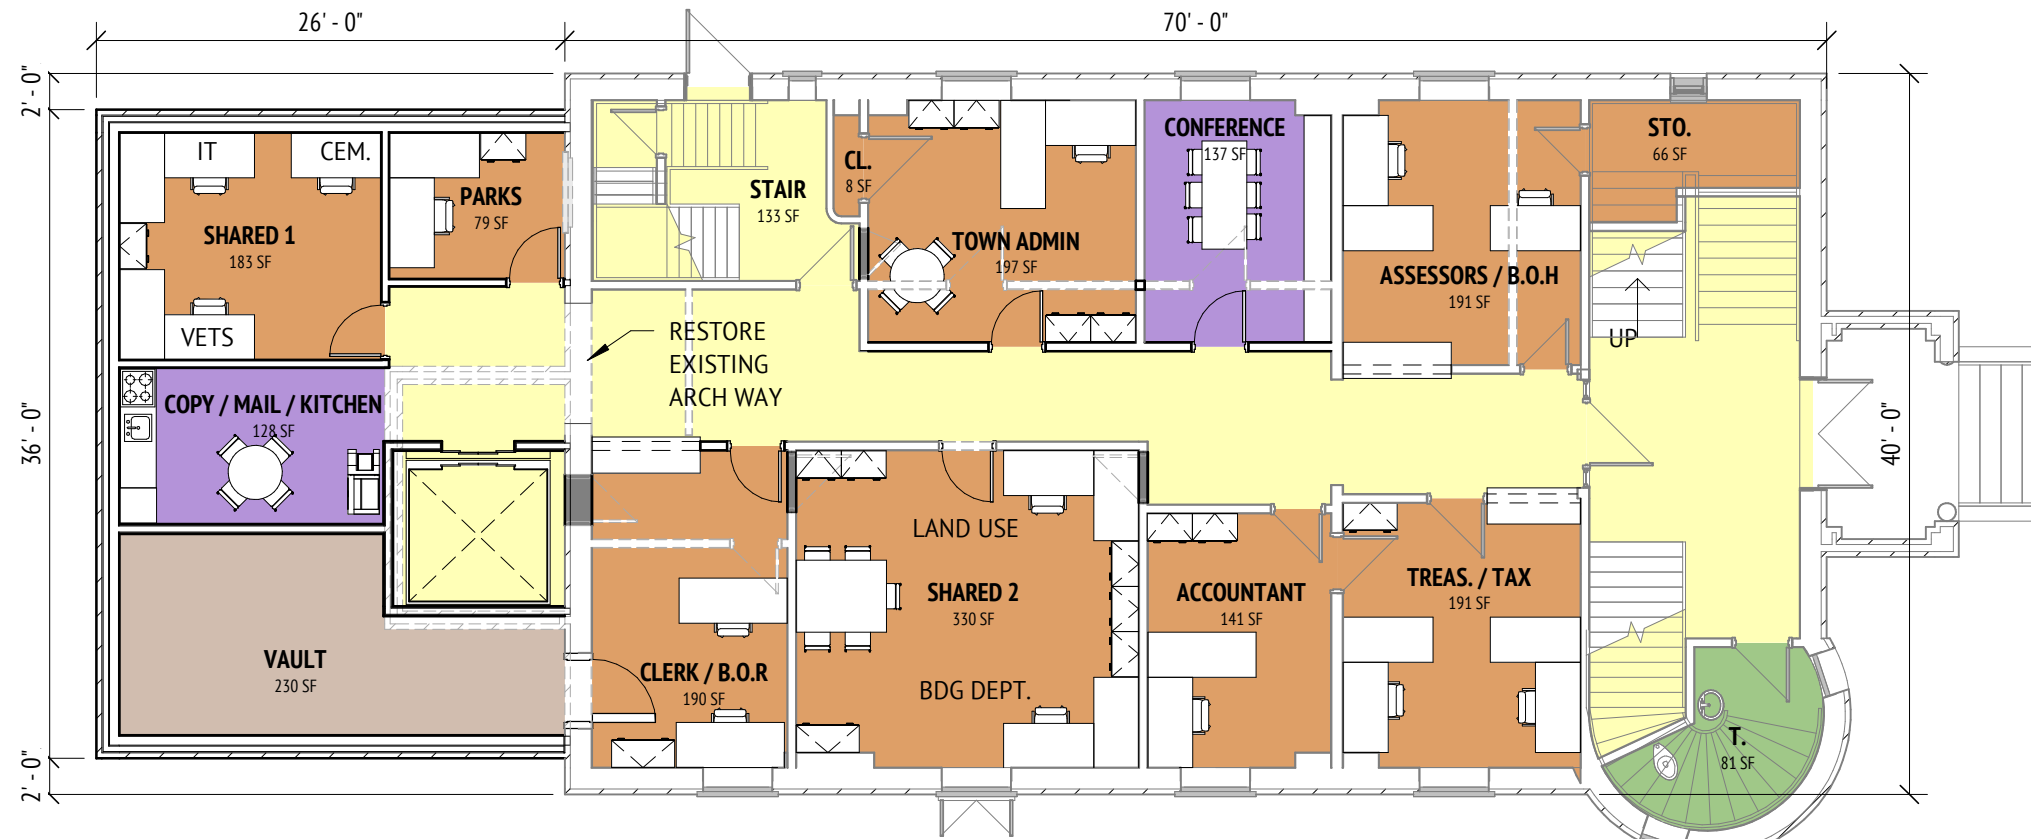 26' - 0"
70' - 0"
2' - 0"
36' - 0"
2' - 0"
40' - 0"
IT
CEM.
SHARED 1
183 SF
VETS
PARKS
79 SF
STAIR
133 SF
CL.
8 SF
TOWN ADMIN
197 SF
CONFERENCE
137 SF
ASSESSORS / B.O.H
191 SF
STO.
66 SF
UP
RESTORE
EXISTING
ARCH WAY
COPY / MAIL / KITCHEN
128 SF
VAULT
230 SF
CLERK / B.O.R
190 SF
LAND USE
SHARED 2
330 SF
BDG DEPT.
ACCOUNTANT
141 SF
TREAS. / TAX
191 SF
T.
81 SF